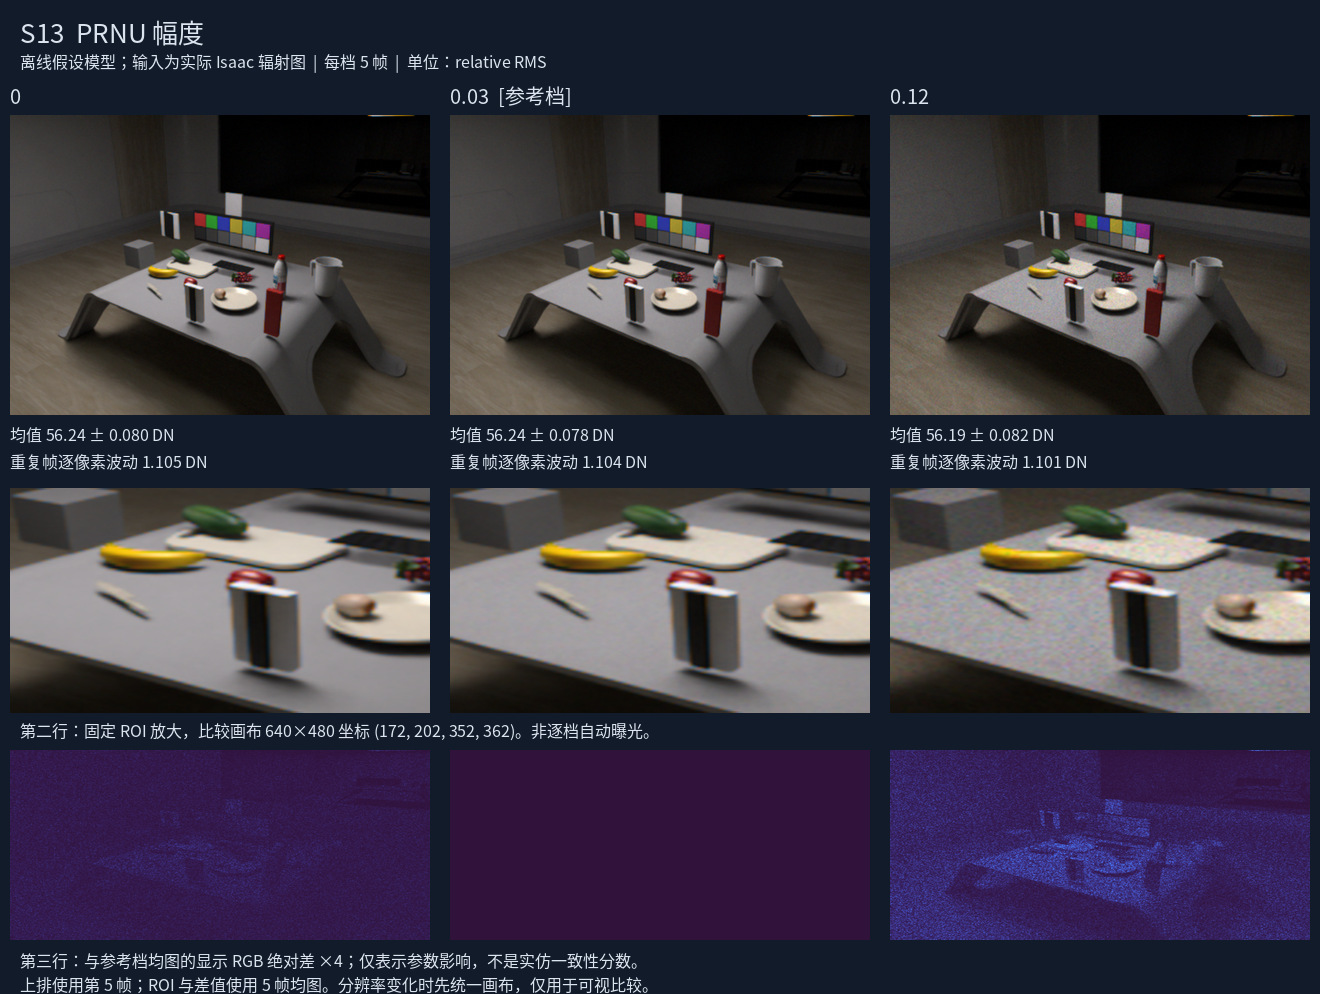 S13 PRNU 幅度
离线假设模型；输入为实际 Isaac 辐射图 | 每档 5 帧 | 单位：relative RMS
0
0.03 [参考档]
0.12
均值 56.24 ± 0.080 DN
重复帧逐像素波动 1.105 DN
均值 56.24 ± 0.078 DN
重复帧逐像素波动 1.104 DN
均值 56.19 ± 0.082 DN
重复帧逐像素波动 1.101 DN
第二行：固定 ROI 放大，比较画布 640×480 坐标 (172, 202, 352, 362)。非逐档自动曝光。
第三行：与参考档均图的显示 RGB 绝对差 ×4；仅表示参数影响，不是实仿一致性分数。
上排使用第 5 帧；ROI 与差值使用 5 帧均图。分辨率变化时先统一画布，仅用于可视比较。